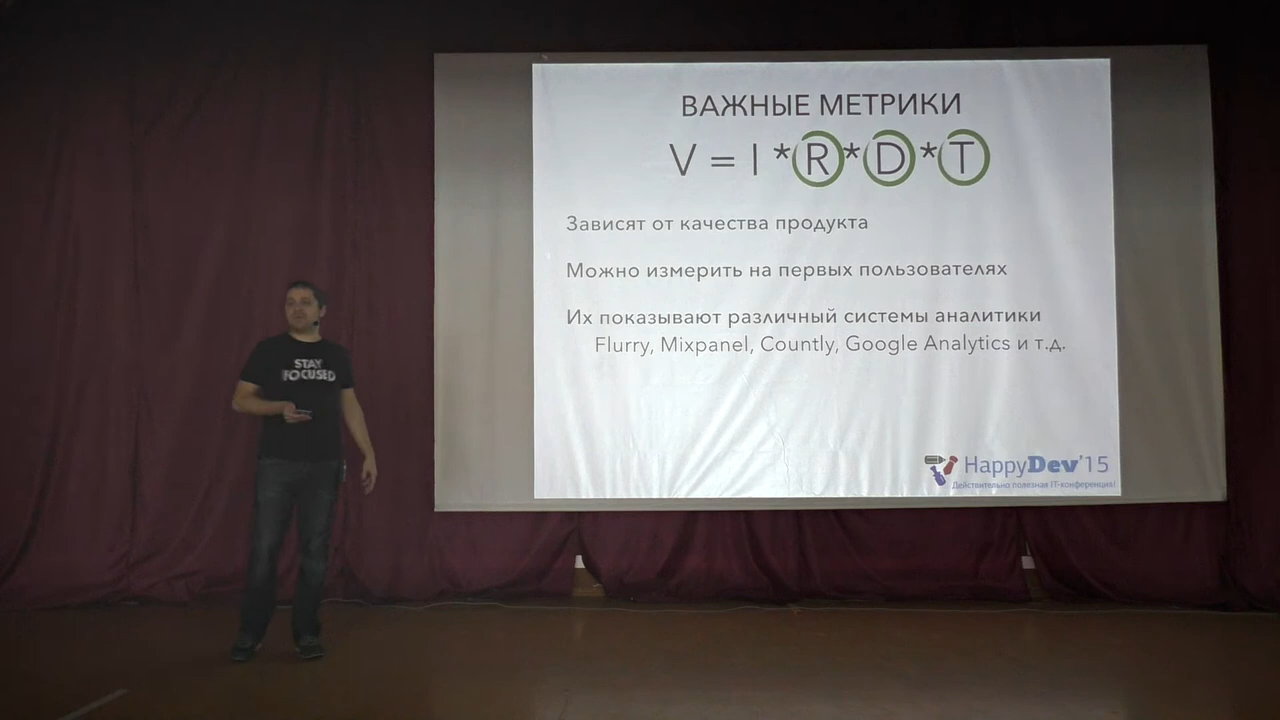 ВАЖНЫЕ МЕТРИКИ
V = I * R * D * T
Зависят от качества продукта
Можно измерить на первых пользователях
Их показывают различный системы аналитики
Flurry, Mixpanel, Countly, Google Analytics и т.д.
HappyDev'15
Действительно полезная IT-конференция!
STAY
FOCUSED